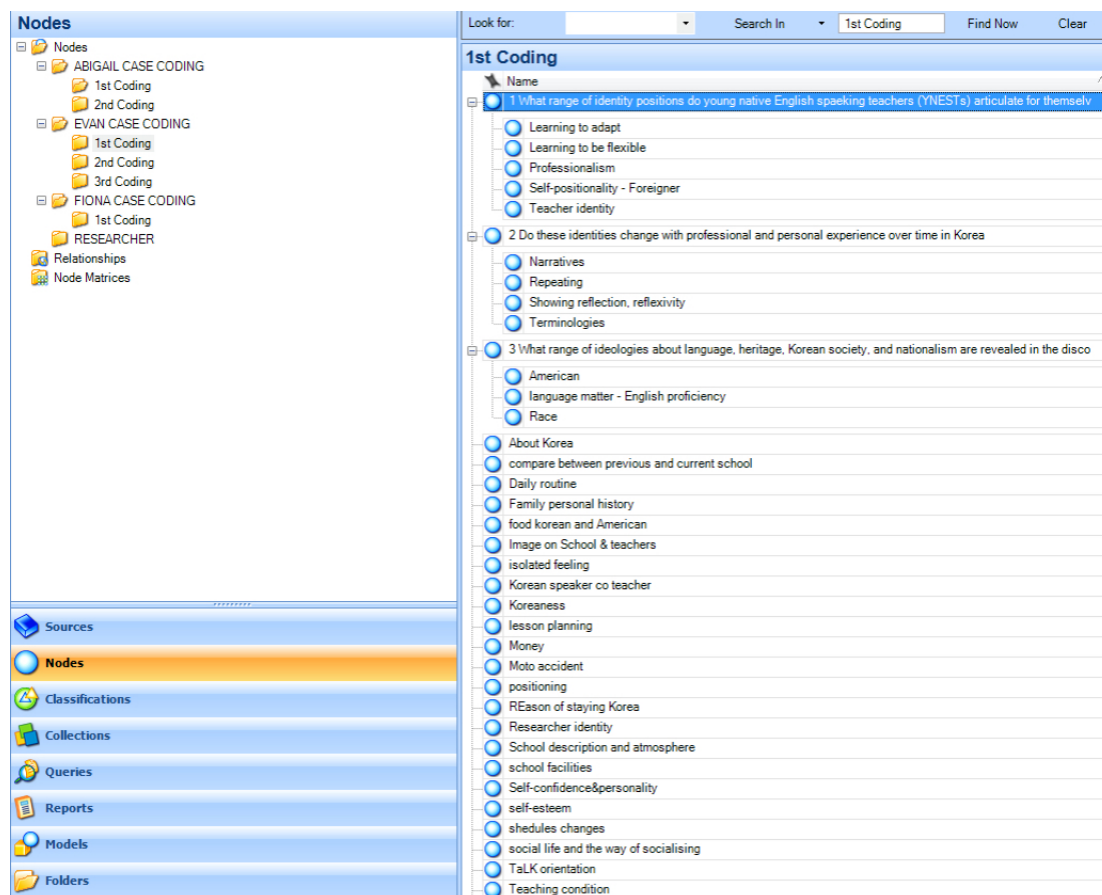 Nodes
Nodes
ABIGAIL CASE CODING
1st Coding
2nd Coding
EVAN CASE CODING
1st Coding
2nd Coding
3rd Coding
FIONA CASE CODING
1st Coding
RESEARCHER
Relationships
Node Matrices
Sources
Nodes
Classifications
Collections
Queries
Reports
Models
Folders
Look for: Search In 1st Coding Find Now Clear
1st Coding
Name
1 What range of identity positions do young native English spaeking teachers (YNESTs) articulate for themselv
Learning to adapt
Learning to be flexible
Professionalism
Self-positionality - Foreigner
Teacher identity
2 Do these identities change with professional and personal experience over time in Korea
Narratives
Repeating
Showing reflection, reflexivity
Terminologies
3 What range of ideologies about language, heritage, Korean society, and nationalism are revealed in the disco
American
language matter - English proficiency
Race
About Korea
compare between previous and current school
Daily routine
Family personal history
food korean and American
Image on School & teachers
isolated feeling
Korean speaker co teacher
Koreaness
lesson planning
Money
Moto accident
positioning
REason of staying Korea
Researcher identity
School description and atmosphere
school facilities
Self-confidence&personality
self-esteem
shedules changes
social life and the way of socialising
TaLK orientation
Teaching condition